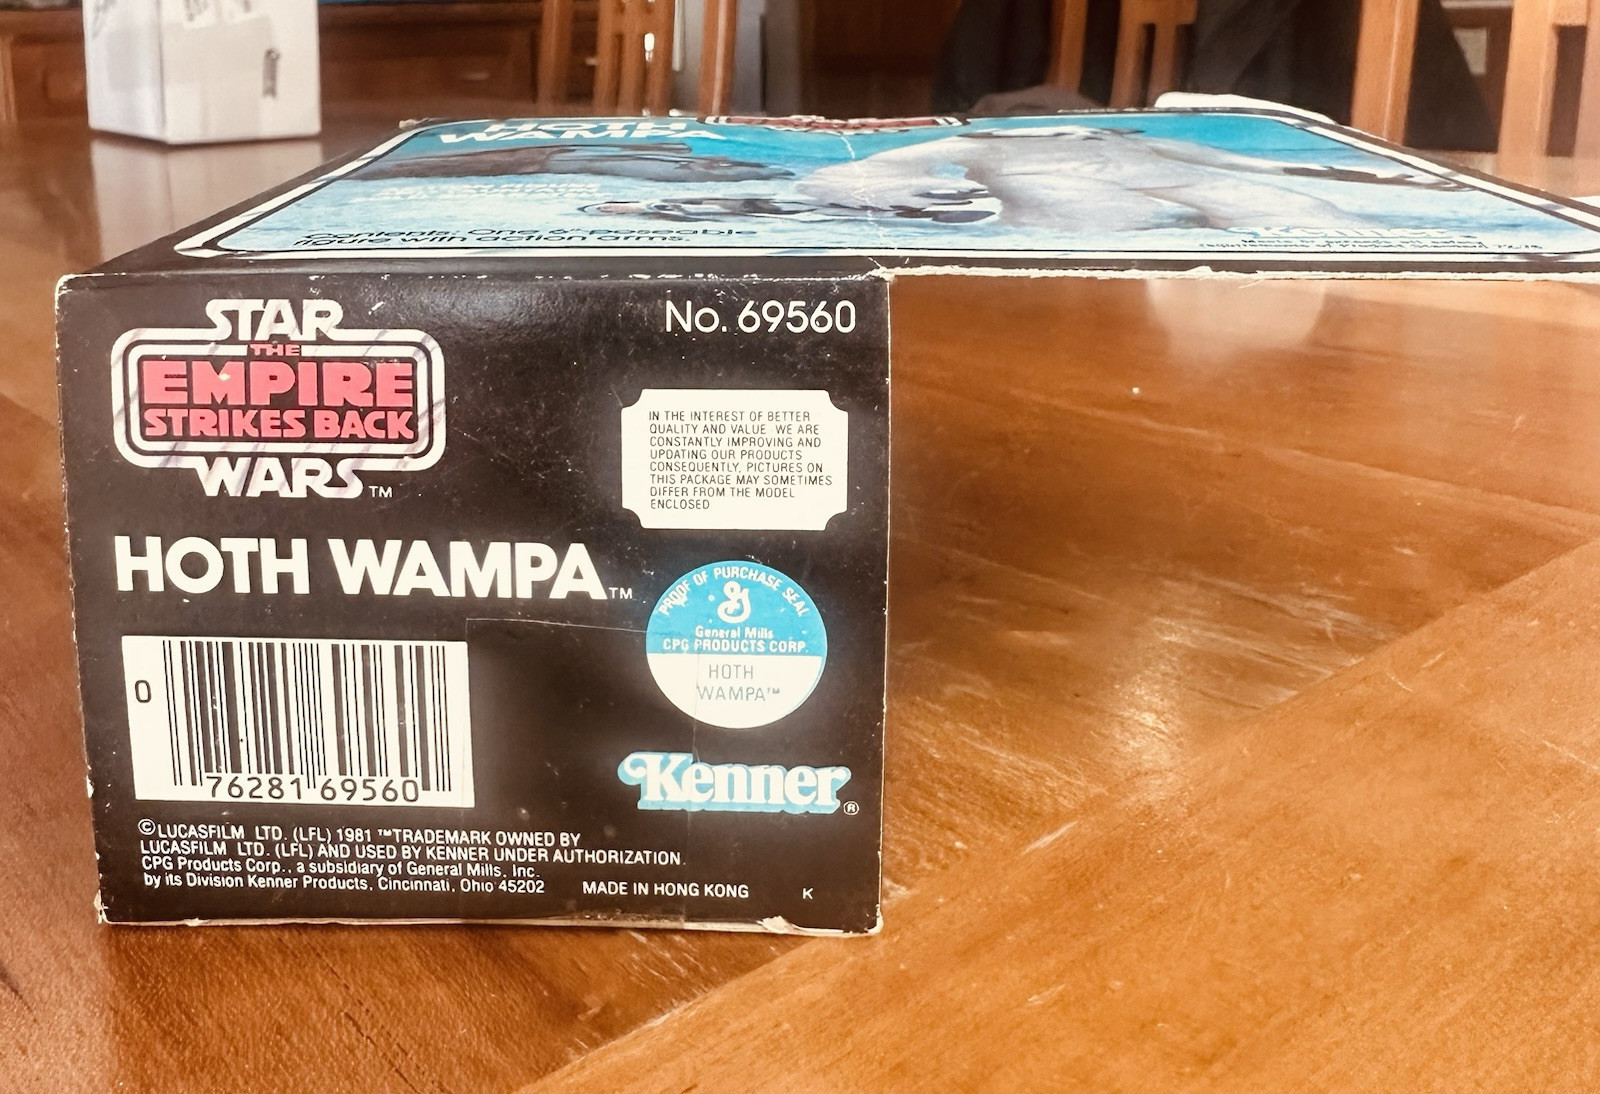 HOTH
WAMPA
WARS
Contents: One 6"-poseable
figure with action arms.
STAR
THE
EMPIRE
STRIKES BACK
WARS™
No. 69560
IN THE INTEREST OF BETTER
QUALITY AND VALUE WE ARE
CONSTANTLY IMPROVING AND
UPDATING OUR PRODUCTS
CONSEQUENTLY, PICTURES ON
THIS PACKAGE MAY SOMETIMES
DIFFER FROM THE MODEL
ENCLOSED
HOTH WAMPA™
PROOF OF PURCHASE SEAL
G
General Mills
CPG PRODUCTS CORP.
HOTH
WAMPA™
0
76281 69560
Kenner®
© LUCASFILM LTD. (LFL) 1981 ™TRADEMARK OWNED BY
LUCASFILM LTD. (LFL) AND USED BY KENNER UNDER AUTHORIZATION.
CPG Products Corp., a subsidiary of General Mills, Inc.
by its Division Kenner Products, Cincinnati, Ohio 45202
MADE IN HONG KONG
K